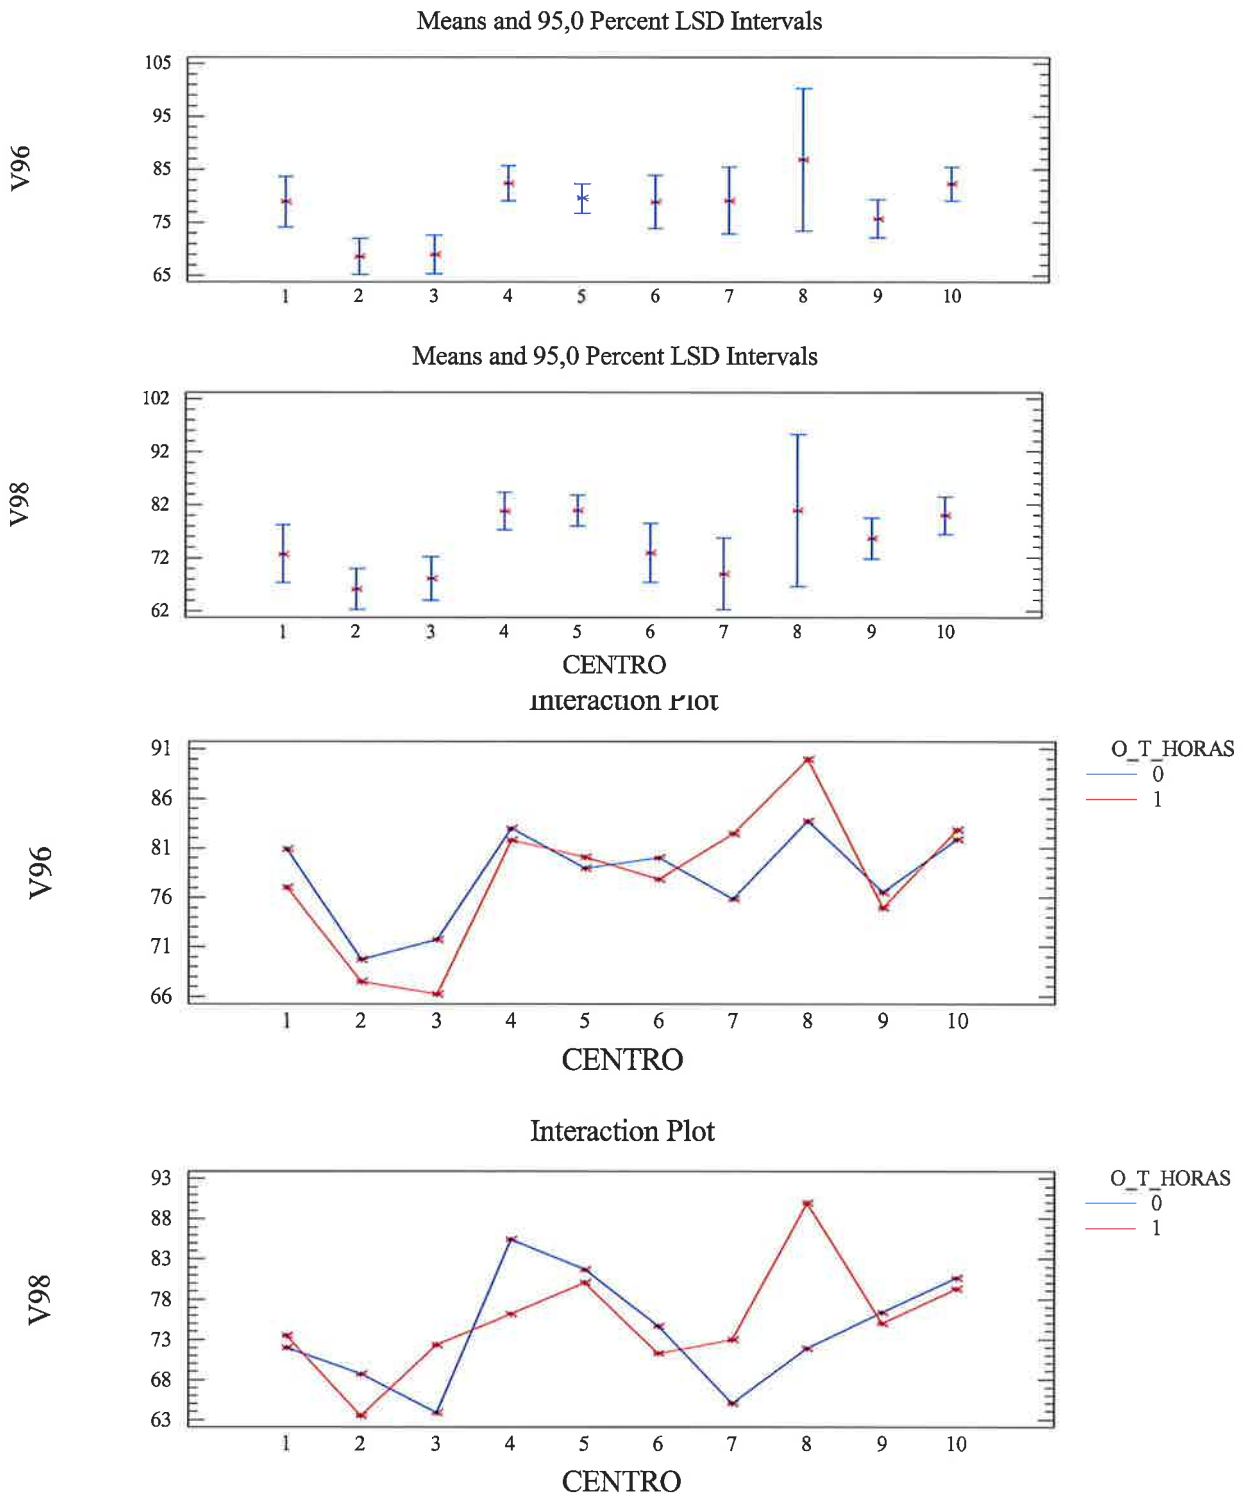 Means and 95,0 Percent LSD Intervals
105
95
85
75
65
V96
1 2 3 4 5 6 7 8 9 10
Means and 95,0 Percent LSD Intervals
102
92
82
72
62
V98
1 2 3 4 5 6 7 8 9 10
CENTRO
Interaction Plot
91
86
81
76
71
66
V96
1 2 3 4 5 6 7 8 9 10
CENTRO
O_T_HORAS
0
1
Interaction Plot
93
88
83
78
73
68
63
V98
1 2 3 4 5 6 7 8 9 10
CENTRO
O_T_HORAS
0
1